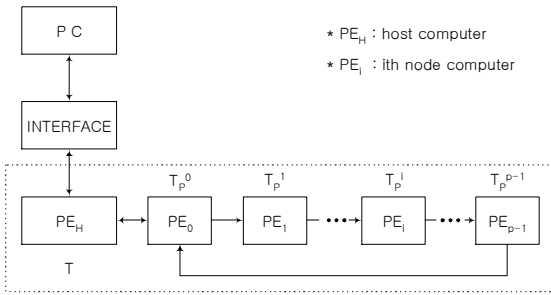 P C
* PE_H : host computer
* PE_i : ith node computer
INTERFACE
T_P^0 T_P^1 T_P^i T_P^{p-1}
PE_H PE_0 PE_1 ••• PE_i ••• PE_{p-1}
T